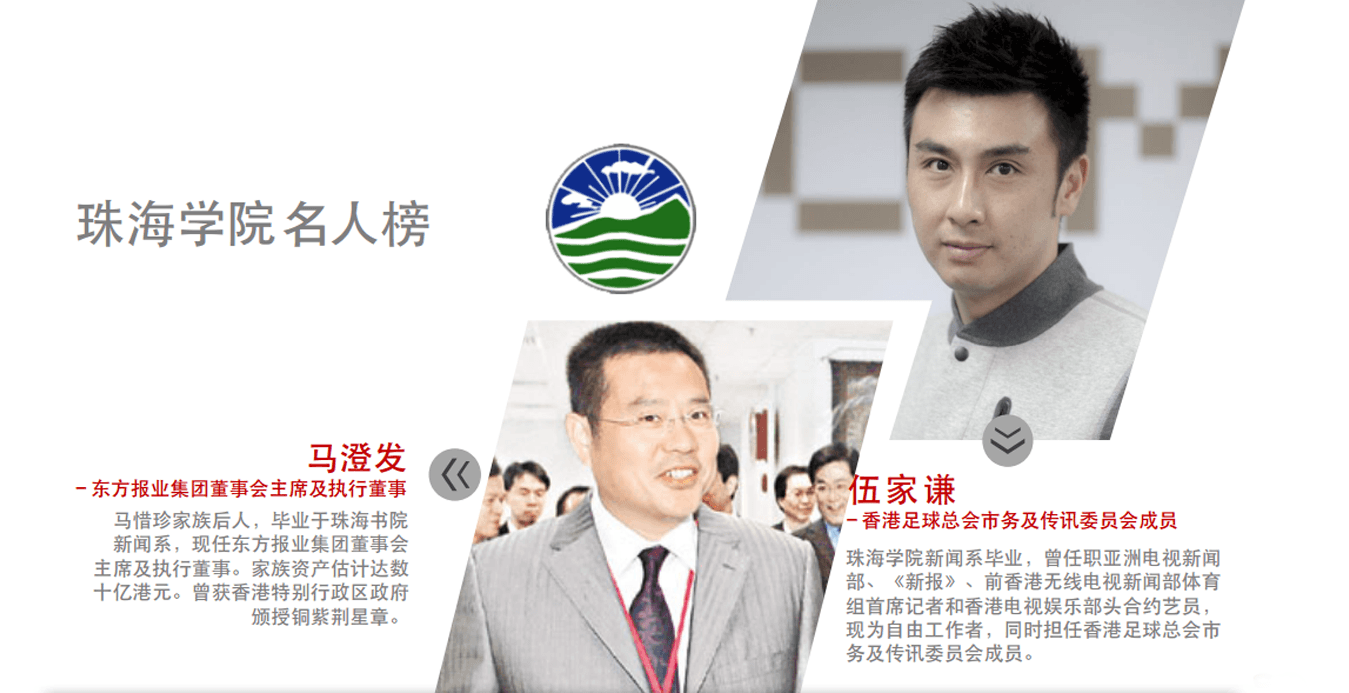 珠海学院名人榜
马澄发
－东方报业集团董事会主席及执行董事
马惜珍家族后人，毕业于珠海书院
新闻系，现任东方报业集团董事会
主席及执行董事。家族资产估计达数
十亿港元。曾获香港特别行政区政府
颁授铜紫荆星章。
伍家谦
－香港足球总会市务及传讯委员会成员
珠海学院新闻系毕业，曾任职亚洲电视新闻
部、《新报》、前香港无线电视新闻部体育
组首席记者和香港电视娱乐部头合约艺员，
现为自由工作者，同时担任香港足球总会市
务及传讯委员会成员。